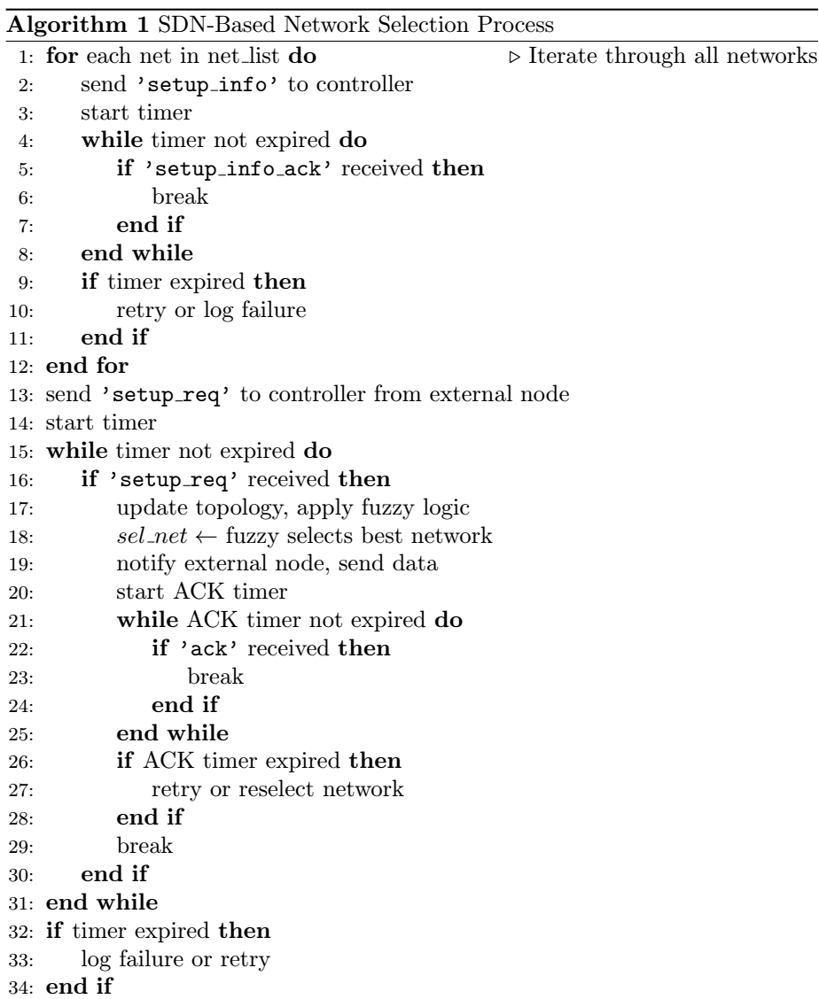 Algorithm 1 SDN-Based Network Selection Process
1: for each net in net_list do ▷ Iterate through all networks
2: send 'setup_info' to controller
3: start timer
4: while timer not expired do
5: if 'setup_info_ack' received then
6: break
7: end if
8: end while
9: if timer expired then
10: retry or log failure
11: end if
12: end for
13: send 'setup_req' to controller from external node
14: start timer
15: while timer not expired do
16: if 'setup_req' received then
17: update topology, apply fuzzy logic
18: sel_net ← fuzzy selects best network
19: notify external node, send data
20: start ACK timer
21: while ACK timer not expired do
22: if 'ack' received then
23: break
24: end if
25: end while
26: if ACK timer expired then
27: retry or reselect network
28: end if
29: break
30: end if
31: end while
32: if timer expired then
33: log failure or retry
34: end if